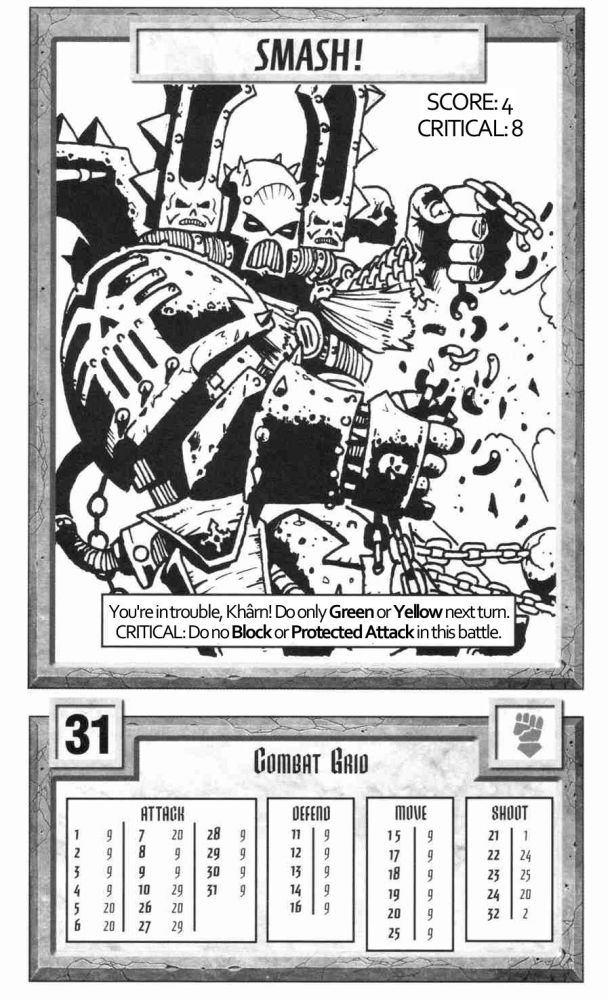 SMASH!
SCORE: 4
CRITICAL: 8
You're in trouble, Khârn! Do only Green or Yellow next turn.
CRITICAL: Do no Block or Protected Attack in this battle.
31
COMBAT GRID
ATTACK
1 9 7 20 28 9
2 9 8 9 29 9
3 9 9 9 30 9
4 9 10 29 31 9
5 20 26 20
6 20 27 29
DEFEND
11 9
12 9
13 9
14 9
16 9
MOVE
15 9
17 9
18 9
19 9
20 9
25 9
SHOOT
21 1
22 24
23 25
24 20
32 2